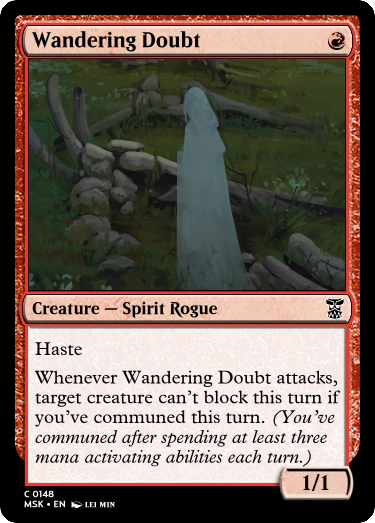 Wandering Doubt
Creature — Spirit Rogue
Haste
Whenever Wandering Doubt attacks,
target creature can't block this turn if
you've communed this turn. (You've
communed after spending at least three
mana activating abilities each turn.)
1/1
C 0148
MSK • EN LEI MIN